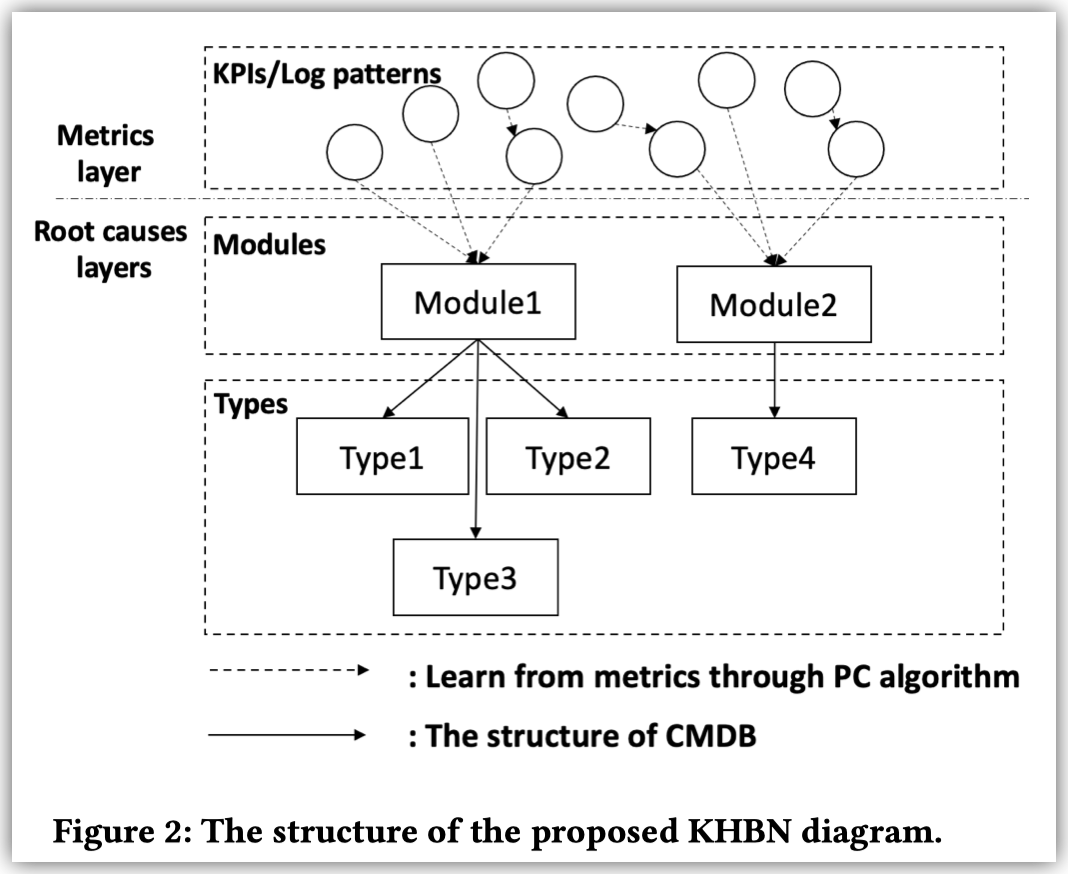 KPIs/Log patterns
Metrics
layer
Root causes
layers
Modules
Module1
Module2
Types
Type1
Type2
Type4
Type3
: Learn from metrics through PC algorithm
: The structure of CMDB
Figure 2: The structure of the proposed KHBN diagram.